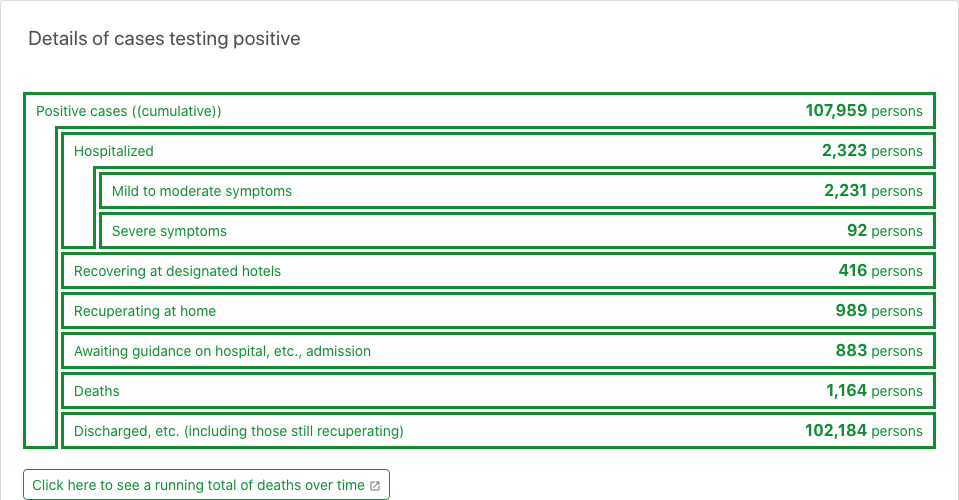 Details of cases testing positive
Positive cases ((cumulative)) 107,959 persons
Hospitalized 2,323 persons
Mild to moderate symptoms 2,231 persons
Severe symptoms 92 persons
Recovering at designated hotels 416 persons
Recuperating at home 989 persons
Awaiting guidance on hospital, etc., admission 883 persons
Deaths 1,164 persons
Discharged, etc. (including those still recuperating) 102,184 persons
Click here to see a running total of deaths over time